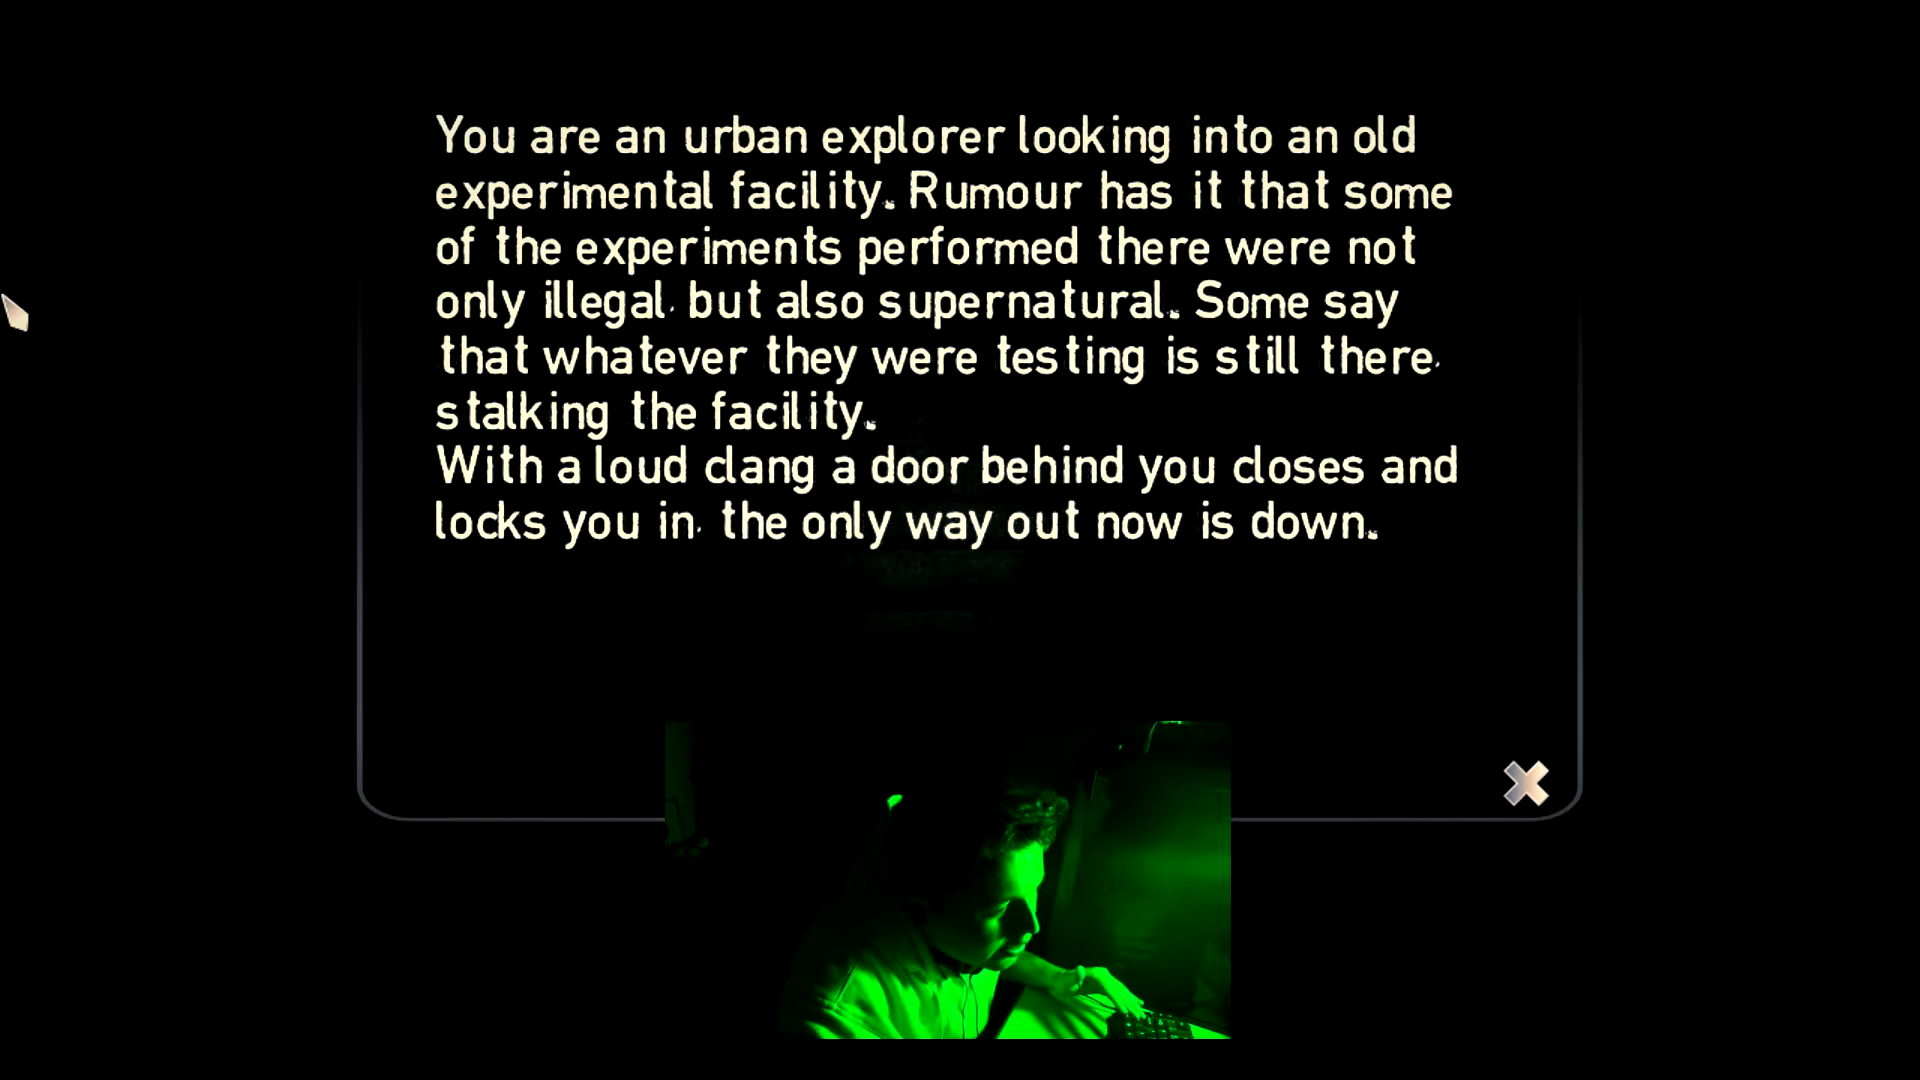 You are an urban explorer looking into an old
experimental facility. Rumour has it that some
of the experiments performed there were not
only illegal, but also supernatural. Some say
that whatever they were testing is still there,
stalking the facility.
With a loud clang a door behind you closes and
locks you in, the only way out now is down.